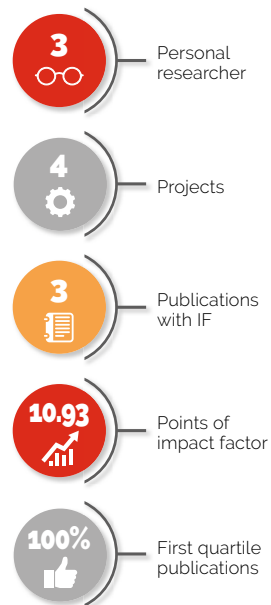 3
Personal
researcher
4
Projects
3
Publications
with IF
10.93
Points of
impact factor
100%
First quartile
publications